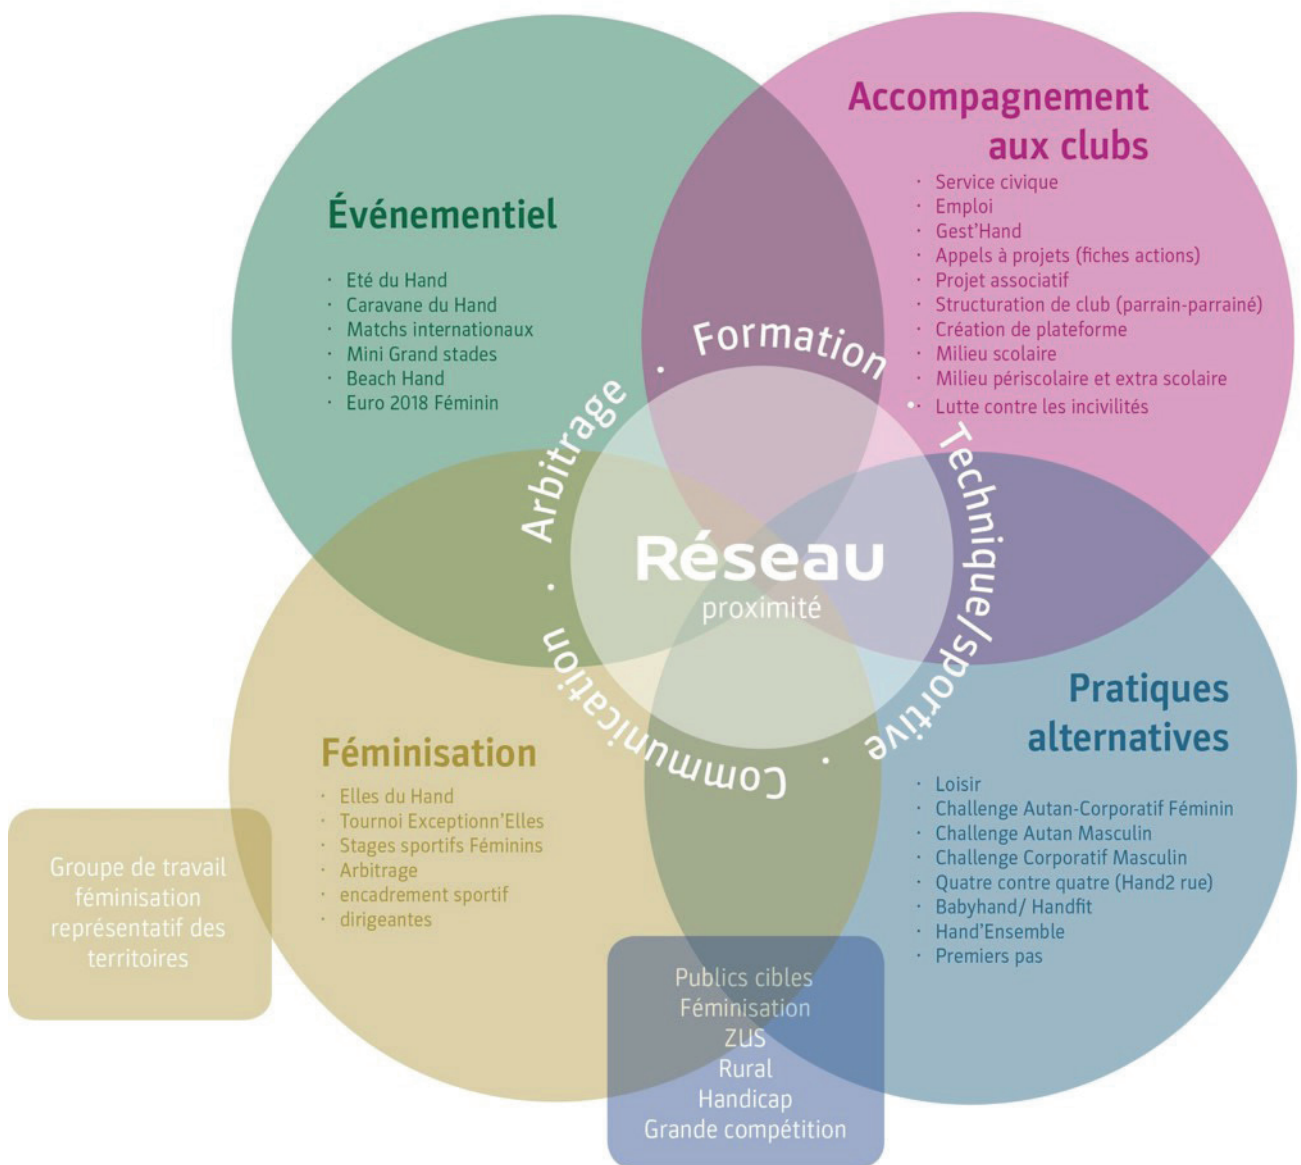 Événementiel
· Eté du Hand
· Caravane du Hand
· Matchs internationaux
· Mini Grand stades
· Beach Hand
· Euro 2018 Féminin
Accompagnement
aux clubs
· Service civique
· Emploi
· Gest'Hand
· Appels à projets (fiches actions)
· Projet associatif
· Structuration de club (parrain-parrainé)
· Création de plateforme
· Milieu scolaire
· Milieu périscolaire et extra scolaire
· Lutte contre les incivilités
Arbitrage · Formation · Technique/sportive · Communication ·
Réseau
proximité
Féminisation
· Elles du Hand
· Tournoi Exceptionn'Elles
· Stages sportifs Féminins
· Arbitrage
· encadrement sportif
· dirigeantes
Pratiques
alternatives
· Loisir
· Challenge Autan-Corporatif Féminin
· Challenge Autan Masculin
· Challenge Corporatif Masculin
· Quatre contre quatre (Hand2 rue)
· Babyhand/ Handfit
· Hand'Ensemble
· Premiers pas
Groupe de travail
féminisation
représentatif des
territoires
Publics cibles
Féminisation
ZUS
Rural
Handicap
Grande compétition